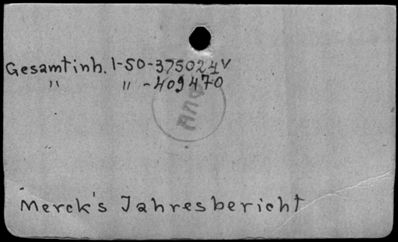 Gesamtinh. 1-50-375024V
" " -409470
Merck's Jahresbericht